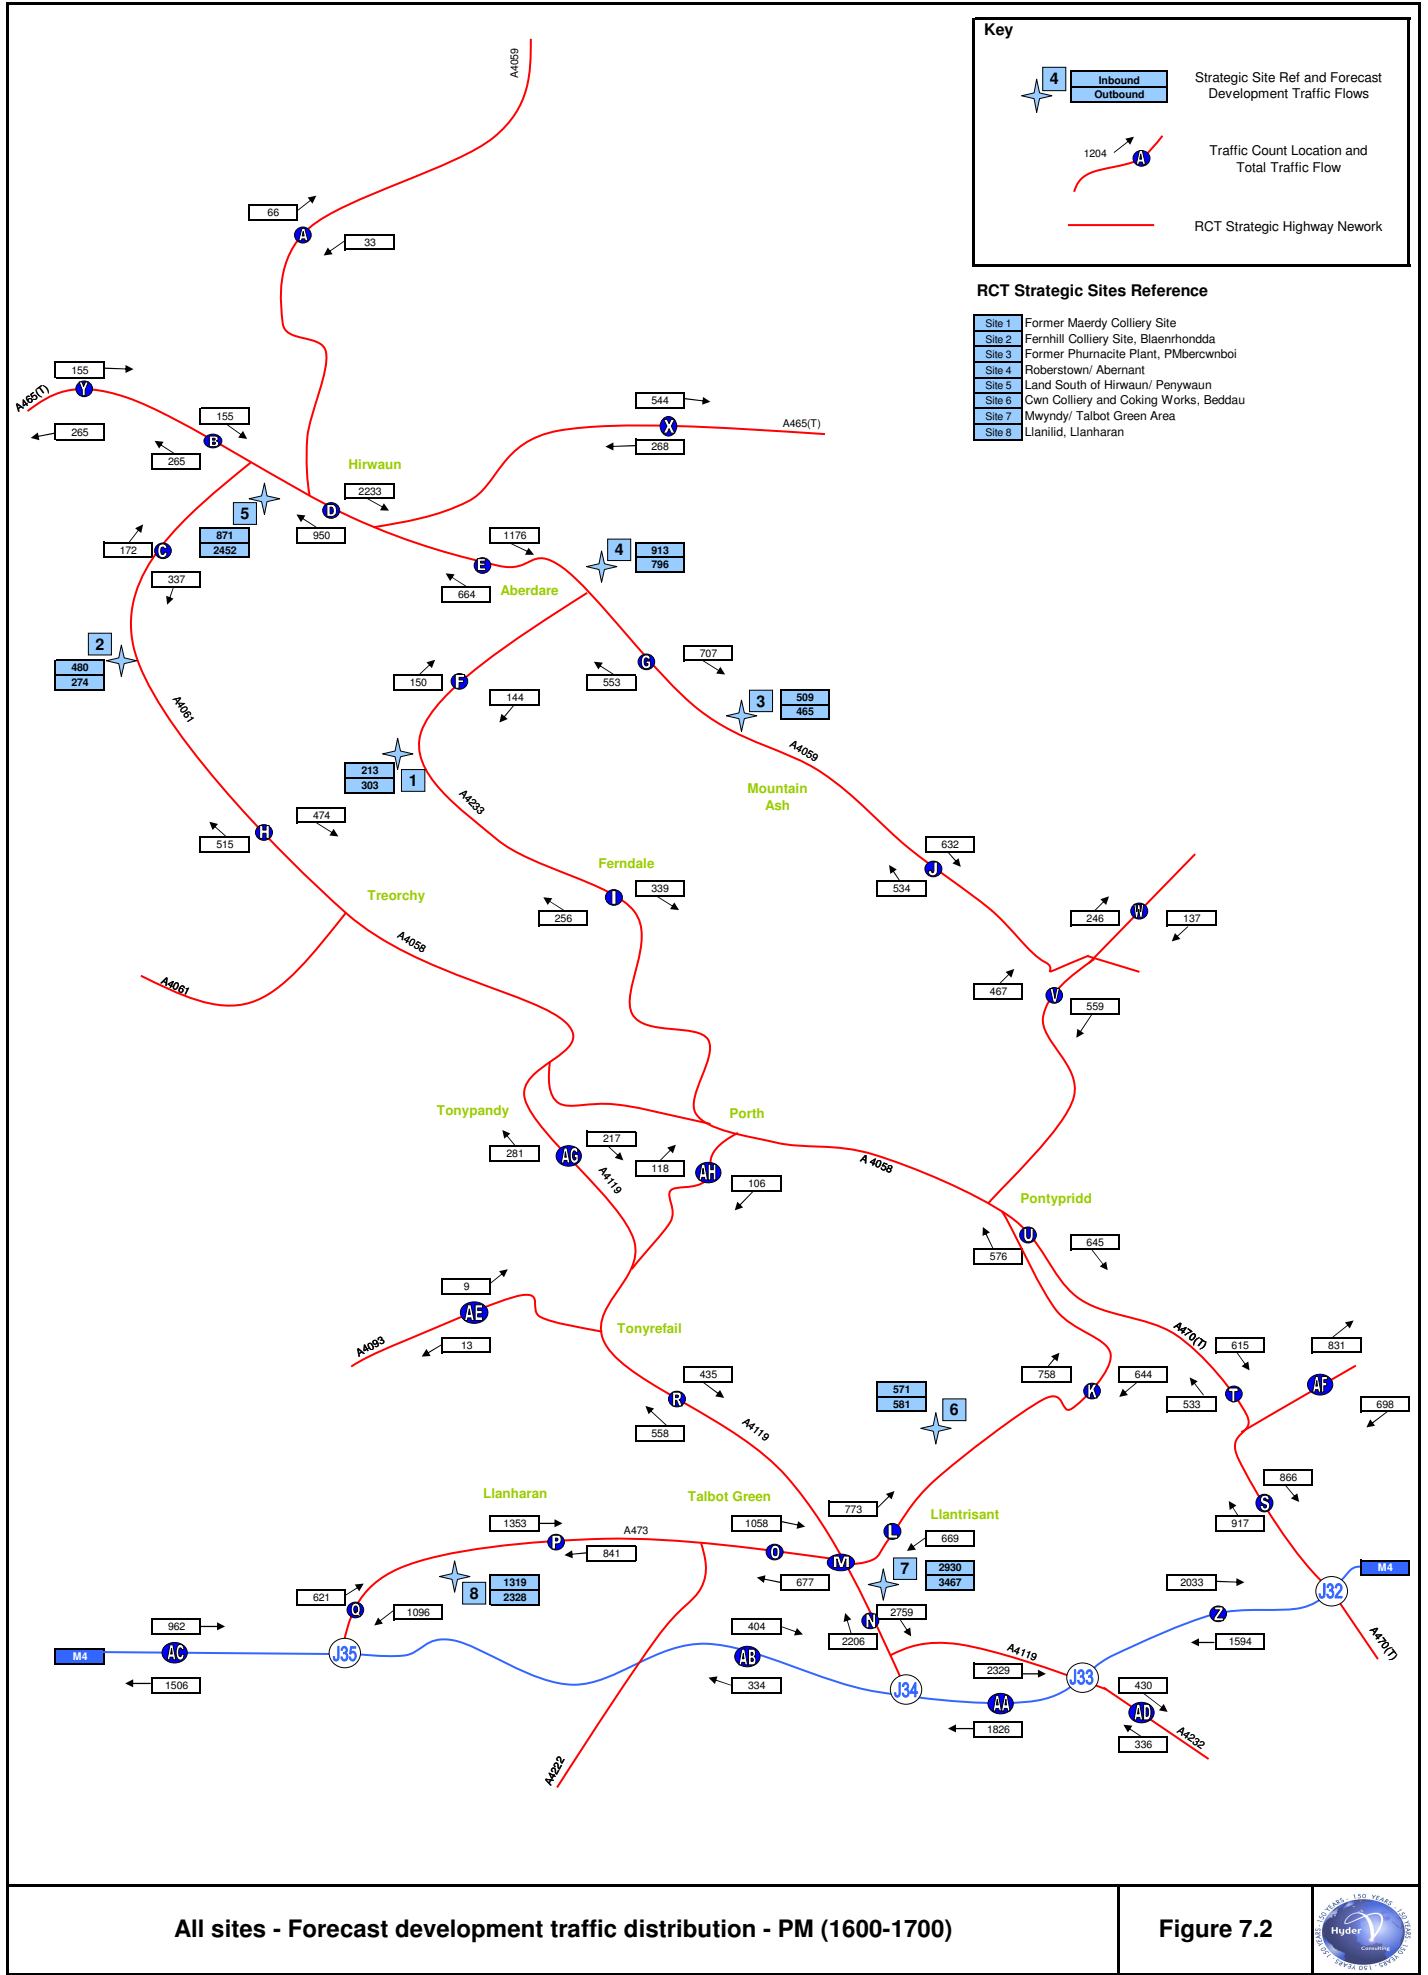 Key
4
Inbound
Outbound
Strategic Site Ref and Forecast
Development Traffic Flows
1204
A
Traffic Count Location and
Total Traffic Flow
RCT Strategic Highway Nework
RCT Strategic Sites Reference
Site 1 Former Maerdy Colliery Site
Site 2 Fernhill Colliery Site, Blaenrhondda
Site 3 Former Phurnacite Plant, PMbercwnboi
Site 4 Roberstown/ Abernant
Site 5 Land South of Hirwaun/ Penywaun
Site 6 Cwn Colliery and Coking Works, Beddau
Site 7 Mwyndy/ Talbot Green Area
Site 8 Llanilid, Llanharan
A4059
66
A
33
155
Y
A465(T)
265
155
B
265
544
X
A465(T)
268
Hirwaun
2233
D
950
5
871
2452
172
C
337
1176
E
664
Aberdare
4
913
796
2
480
274
A4061
150
F
144
553
G
707
3
509
465
A4059
Mountain
Ash
213
303
1
A4233
474
H
515
Treorchy
Ferndale
339
I
256
632
J
534
246
W
137
467
V
559
A4058
A4061
Tonypandy
281
AG
217
A4119
118
AH
106
Porth
A 4058
Pontypridd
576
U
645
9
AE
13
A4093
Tonyrefail
435
R
558
A4119
571
581
6
758
K
644
A470(T)
615
T
533
831
AF
698
866
S
917
Llanharan
1353
P
841
A473
Talbot Green
1058
O
677
M
773
L
669
Llantrisant
7
2930
3467
8
1319
2328
621
Q
1096
962
AC
1506
M4
J35
404
AB
334
N
2206
2759
J34
A4119
2329
AA
1826
J33
430
AD
336
A4232
2033
Z
1594
J32
M4
A470(T)
A4222
All sites - Forecast development traffic distribution - PM (1600-1700)
Figure 7.2
Hyder
Consulting